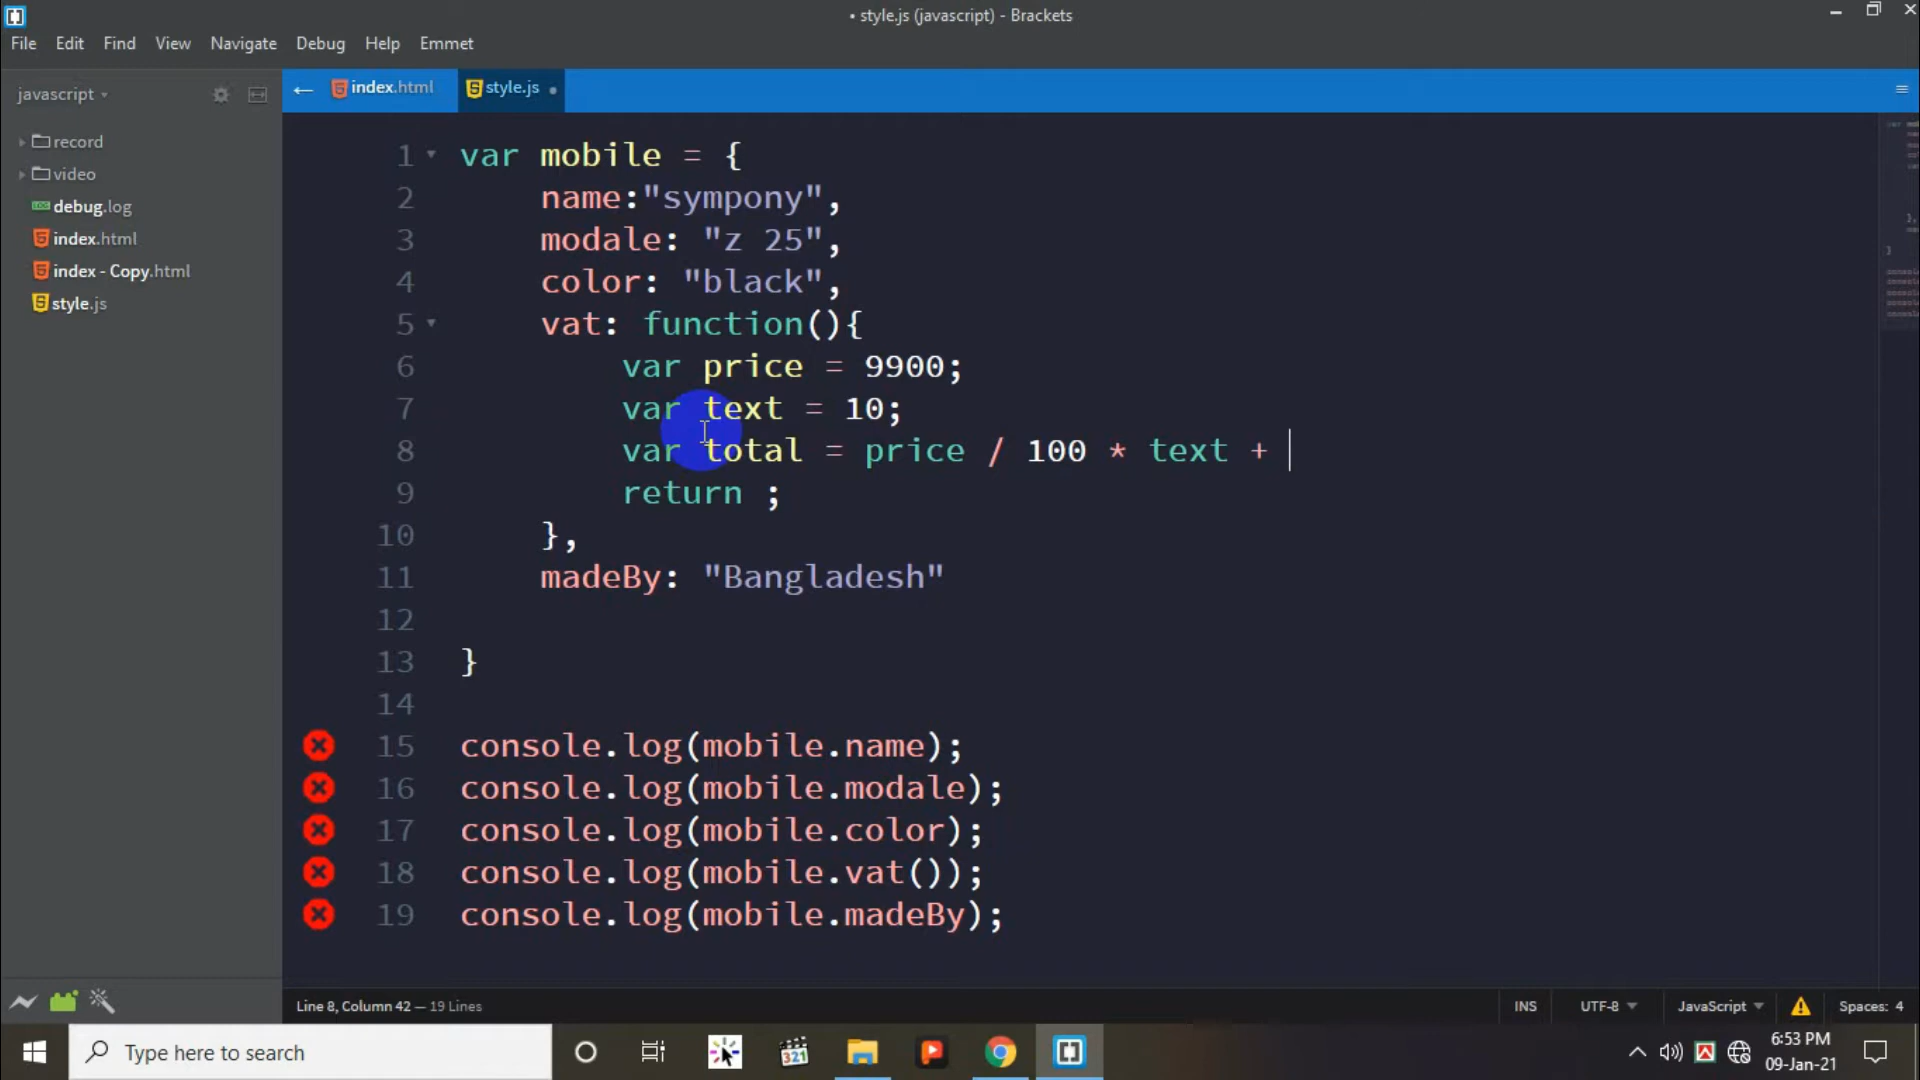 • style.js (javascript) - Brackets
File Edit Find View Navigate Debug Help Emmet
javascript
index.html
style.js
record
video
debug.log
index.html
index - Copy.html
style.js
1 var mobile = {
2 name:"sympony",
3 modale: "z 25",
4 color: "black",
5 vat: function(){
6 var price = 9900;
7 var text = 10;
8 var total = price / 100 * text +
9 return ;
10 },
11 madeBy: "Bangladesh"
12
13 }
14
15 console.log(mobile.name);
16 console.log(mobile.modale);
17 console.log(mobile.color);
18 console.log(mobile.vat());
19 console.log(mobile.madeBy);
Line 8, Column 42 — 19 Lines
INS UTF-8 JavaScript Spaces: 4
Type here to search
321
6:53 PM
09-Jan-21